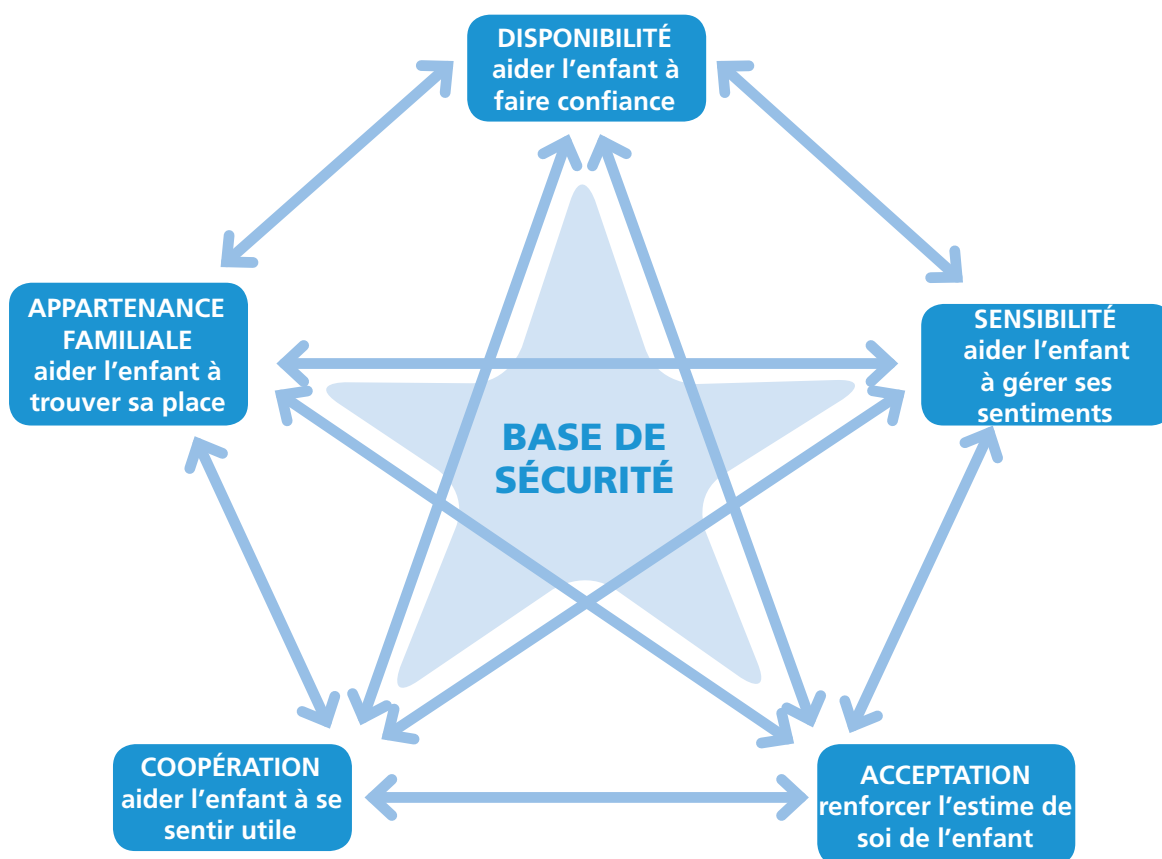 DISPONIBILITÉ
aider l’enfant à
faire confiance
APPARTENANCE
FAMILIALE
aider l’enfant à
trouver sa place
SENSIBILITÉ
aider l’enfant
à gérer ses
sentiments
BASE DE
SÉCURITÉ
COOPÉRATION
aider l’enfant à se
sentir utile
ACCEPTATION
renforcer l’estime de
soi de l’enfant